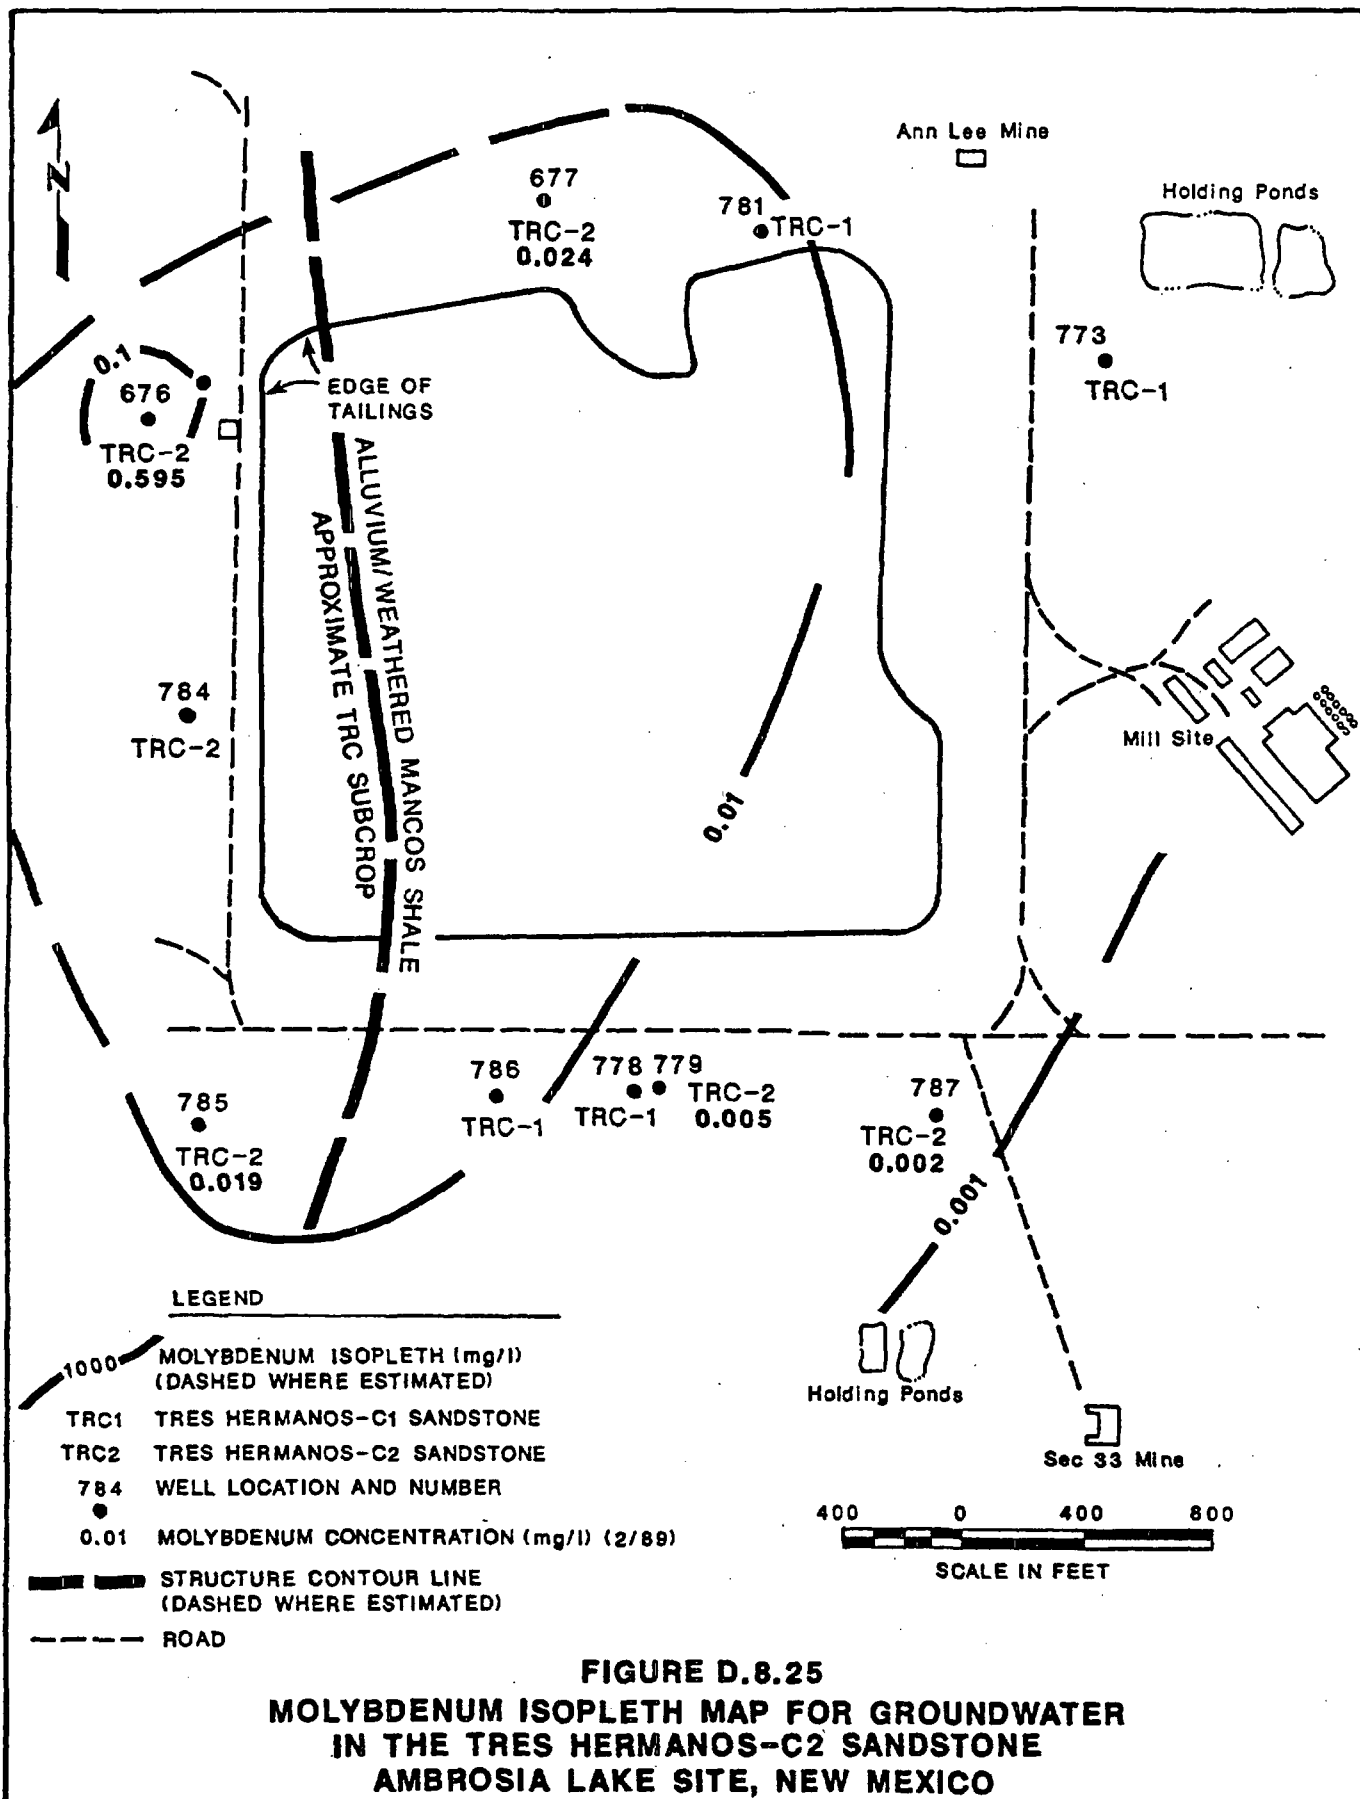 Ann Lee Mine
Holding Ponds
N
677
TRC-2
0.024
781
TRC-1
773
TRC-1
0.1
676
TRC-2
0.595
EDGE OF
TAILINGS
ALLUVIUM/WEATHERED MANCOS SHALE
APPROXIMATE TRC SUBCROP
784
TRC-2
Mill Site
0.01
786
TRC-1
778
TRC-1
779
TRC-2
0.005
787
TRC-2
0.002
785
TRC-2
0.019
0.001
Holding Ponds
Sec 33 Mine
LEGEND
1000
MOLYBDENUM ISOPLETH (mg/l)
(DASHED WHERE ESTIMATED)
TRC1 TRES HERMANOS-C1 SANDSTONE
TRC2 TRES HERMANOS-C2 SANDSTONE
784 WELL LOCATION AND NUMBER
0.01 MOLYBDENUM CONCENTRATION (mg/l) (2/89)
STRUCTURE CONTOUR LINE
(DASHED WHERE ESTIMATED)
ROAD
400 0 400 800
SCALE IN FEET
FIGURE D.8.25
MOLYBDENUM ISOPLETH MAP FOR GROUNDWATER
IN THE TRES HERMANOS-C2 SANDSTONE
AMBROSIA LAKE SITE, NEW MEXICO